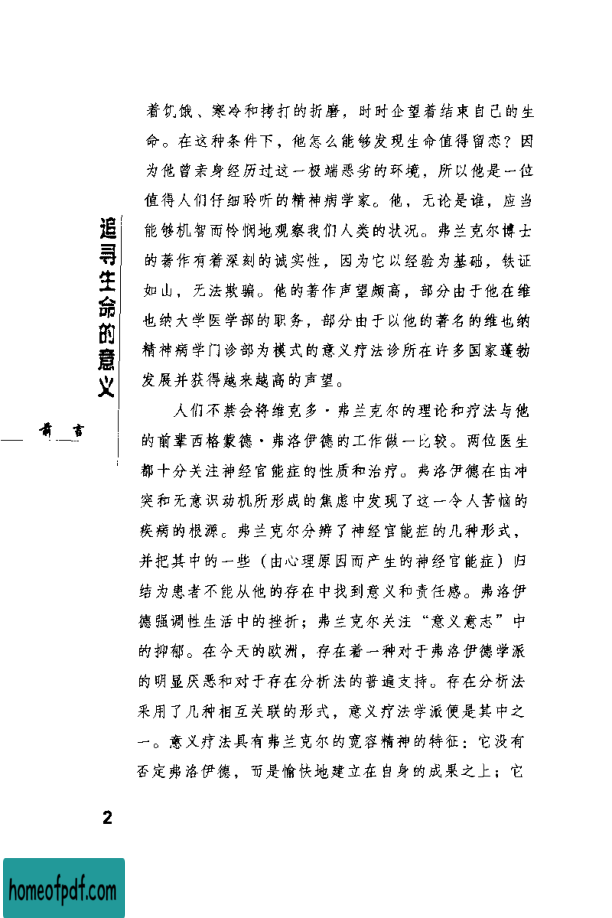 着饥饿、寒冷和拷打的折磨，时时企望着结束自己的生
命。在这种条件下，他怎么能够发现生命值得留恋？因
为他曾亲身经历过这一极端恶劣的环境，所以他是一位
值得人们仔细聆听的精神病学家。他，无论是谁，应当
能够机智而怜悯地观察我们人类的状况。弗兰克尔博士
的著作有着深刻的诚实性，因为它以经验为基础，铁证
如山，无法欺骗。他的著作声望颇高，部分由于他在维
也纳大学医学部的职务，部分由于以他的著名的维也纳
精神病学门诊部为模式的意义疗法诊所在许多国家蓬勃
发展并获得越来越高的声望。
人们不禁会将维克多·弗兰克尔的理论和疗法与他
的前辈西格蒙德·弗洛伊德的工作做一比较。两位医生
都十分关注神经官能症的性质和治疗。弗洛伊德在由冲
突和无意识动机所形成的焦虑中发现了这一令人苦恼的
疾病的根源。弗兰克尔分辨了神经官能症的几种形式，
并把其中的一些（由心理原因而产生的神经官能症）归
结为患者不能从他的存在中找到意义和责任感。弗洛伊
德强调性生活中的挫折；弗兰克尔关注“意义意志”中
的抑郁。在今天的欧洲，存在着一种对于弗洛伊德学派
的明显厌恶和对于存在分析法的普遍支持。存在分析法
采用了几种相互关联的形式，意义疗法学派便是其中之
一。意义疗法具有弗兰克尔的宽容精神的特征：它没有
否定弗洛伊德，而是愉快地建立在自身的成果之上；它
追寻生命的意义
前言
2
homeofpdf.com